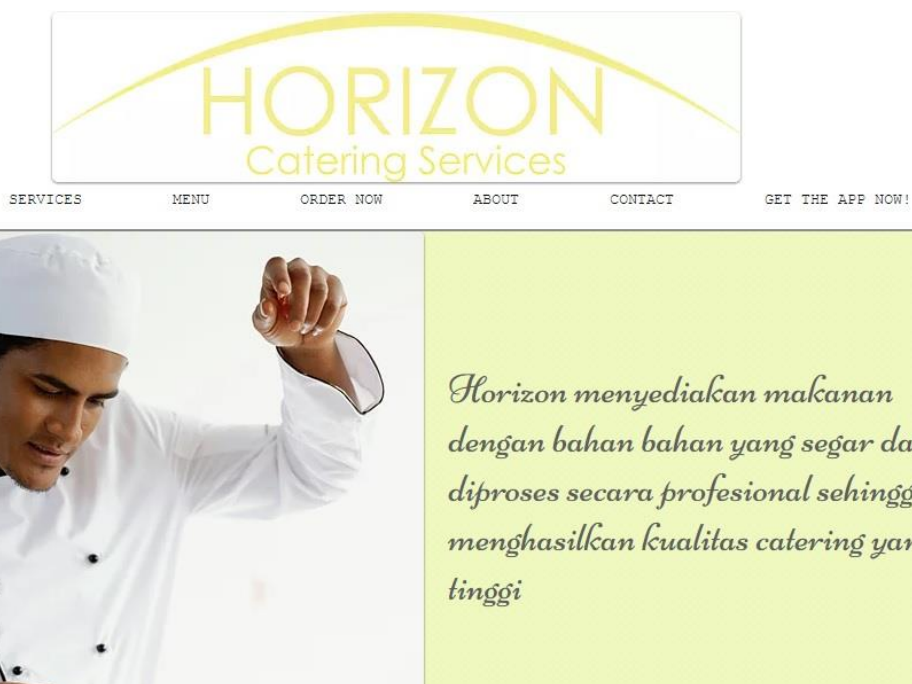 HORIZON
Catering Services
SERVICES MENU ORDER NOW ABOUT CONTACT GET THE APP NOW!
Horizon menyediakan makanan
dengan bahan bahan yang segar da
diproses secara profesional sehingg
menghasilkan kualitas catering yan
tinggi